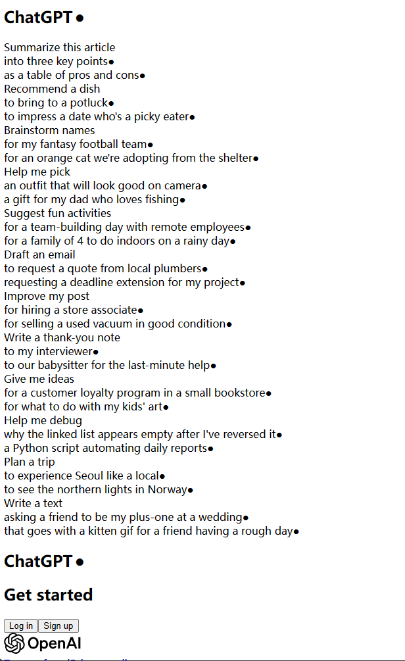 ChatGPT●
Summarize this article
into three key points●
as a table of pros and cons●
Recommend a dish
to bring to a potluck●
to impress a date who's a picky eater●
Brainstorm names
for my fantasy football team●
for an orange cat we're adopting from the shelter●
Help me pick
an outfit that will look good on camera●
a gift for my dad who loves fishing●
Suggest fun activities
for a team-building day with remote employees●
for a family of 4 to do indoors on a rainy day●
Draft an email
to request a quote from local plumbers●
requesting a deadline extension for my project●
Improve my post
for hiring a store associate●
for selling a used vacuum in good condition●
Write a thank-you note
to my interviewer●
to our babysitter for the last-minute help●
Give me ideas
for a customer loyalty program in a small bookstore●
for what to do with my kids' art●
Help me debug
why the linked list appears empty after I've reversed it●
a Python script automating daily reports●
Plan a trip
to experience Seoul like a local●
to see the northern lights in Norway●
Write a text
asking a friend to be my plus-one at a wedding●
that goes with a kitten gif for a friend having a rough day●
ChatGPT●
Get started
Log in Sign up
OpenAI